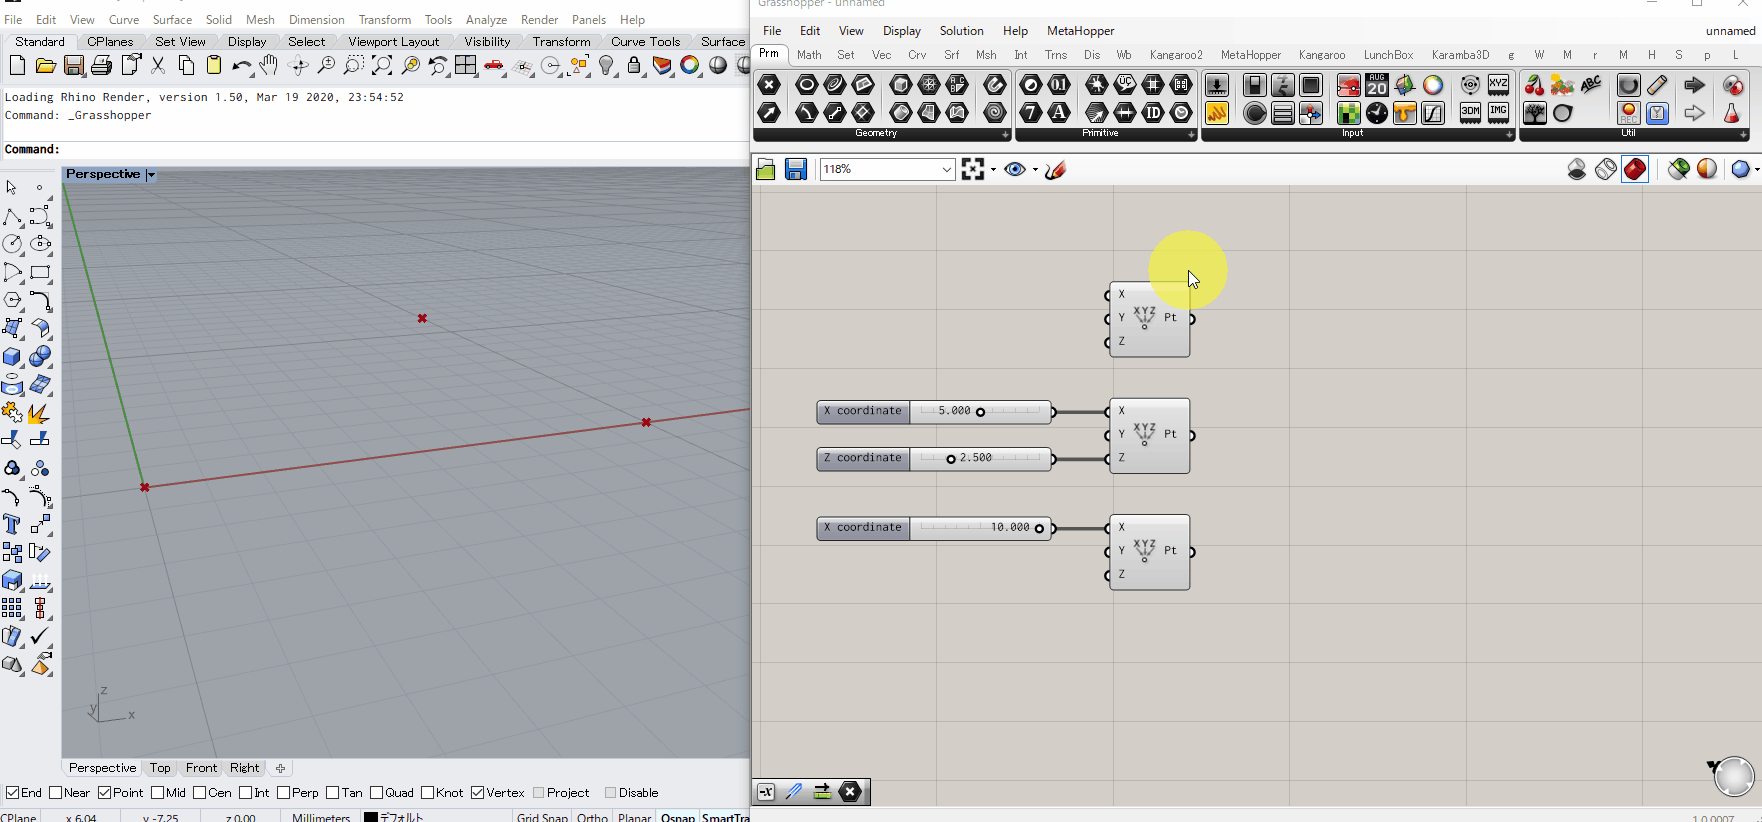 File Edit View Curve Surface Solid Mesh Dimension Transform Tools Analyze Render Panels Help
Standard CPlanes Set View Display Select Viewport Layout Visibility Transform Curve Tools Surface
Loading Rhino Render, version 1.50, Mar 19 2020, 23:54:52
Command: _Grasshopper
Command:
Perspective
z
y
x
Perspective Top Front Right
End Near Point Mid Cen Int Perp Tan Quad Knot Vertex Project Disable
CPlane x 6.04 y -7.25 z 0.00 Millimeters デフォルト Grid Snap Ortho Planar Osnap SmartTra
Grasshopper - unnamed
File Edit View Display Solution Help MetaHopper unnamed
Prm Math Set Vec Crv Srf Msh Int Trns Dis Wb Kangaroo2 MetaHopper Kangaroo LunchBox Karamba3D g W M r M H S p L
Geometry Primitive Input Util
118%
X
Y XYZ Pt
Z
X coordinate 5.000 X
Y XYZ Pt
Z coordinate 2.500 Z
X coordinate 10.000 X
Y XYZ Pt
Z
1.0.0007